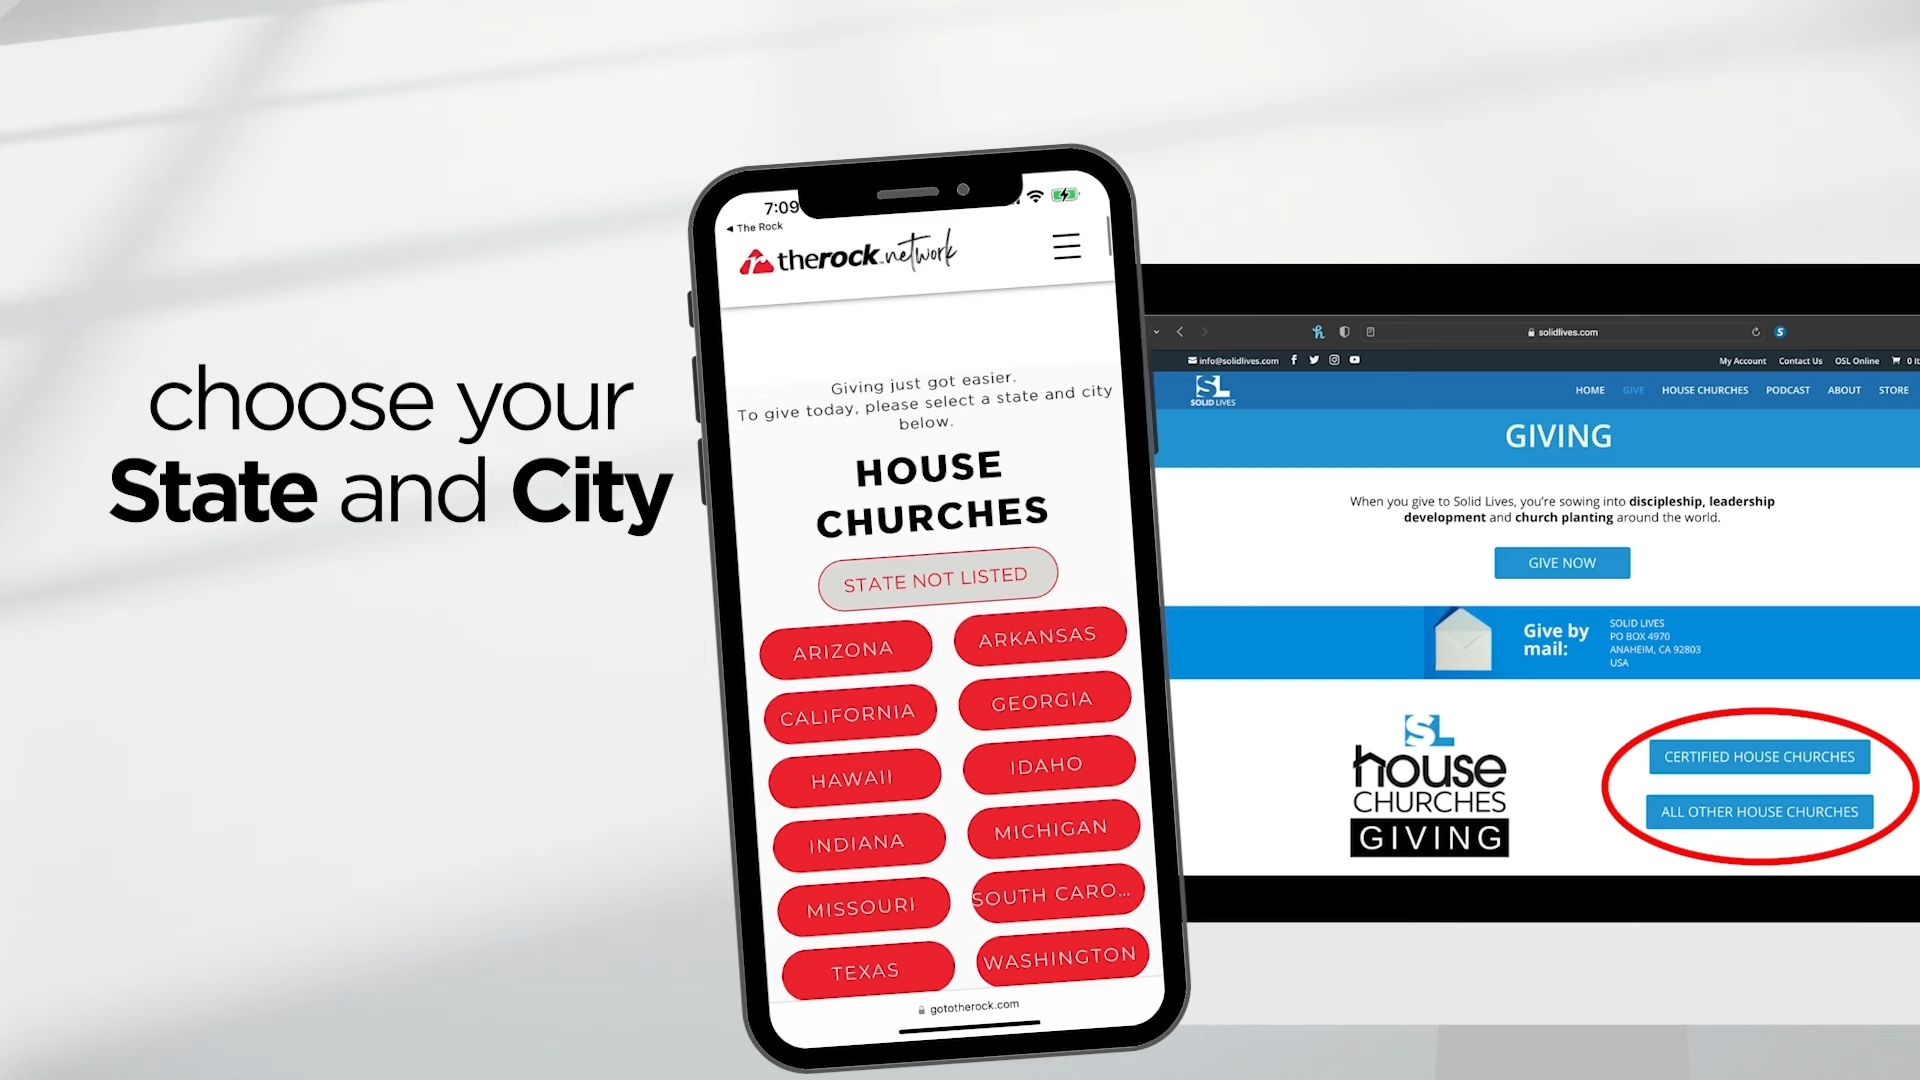 choose your
State and City
7:09
◂ The Rock
therock network
Giving just got easier.
To give today, please select a state and city
below.
HOUSE
CHURCHES
STATE NOT LISTED
ARIZONA
ARKANSAS
CALIFORNIA
GEORGIA
HAWAII
IDAHO
INDIANA
MICHIGAN
MISSOURI
SOUTH CARO...
TEXAS
WASHINGTON
gototherock.com
solidlives.com
info@solidlives.com
My Account Contact Us OSL Online 0 It
SL
SOLID LIVES
HOME GIVE HOUSE CHURCHES PODCAST ABOUT STORE
GIVING
When you give to Solid Lives, you're sowing into discipleship, leadership
development and church planting around the world.
GIVE NOW
Give by
mail:
SOLID LIVES
PO BOX 4970
ANAHEIM, CA 92803
USA
SL
house
CHURCHES
GIVING
CERTIFIED HOUSE CHURCHES
ALL OTHER HOUSE CHURCHES